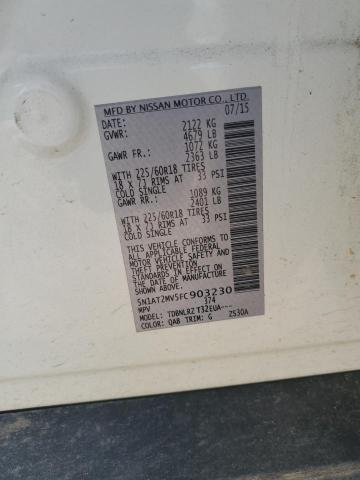 MFD BY NISSAN MOTOR CO., LTD.
DATE: 07/15
GVWR: 2122 KG
4679 LB
GAWR FR.: 1072 KG
2363 LB
WITH 225/60R18 TIRES
18 X 7J RIMS AT 33 PSI
COLD SINGLE
GAWR RR.: 1089 KG
2401 LB
WITH 225/60R18 TIRES
18 X 7J RIMS AT 33 PSI
COLD SINGLE
THIS VEHICLE CONFORMS TO
ALL APPLICABLE FEDERAL
MOTOR VEHICLE SAFETY AND
THEFT PREVENTION
STANDARDS IN EFFECT ON THE
DATE OF MANUFACTURE
SHOWN ABOVE.
5N1AT2MV5FC903230
MPV 374
MODEL: TDBNLRZ T32EUA---
COLOR: QAB TRIM: G ZS30A